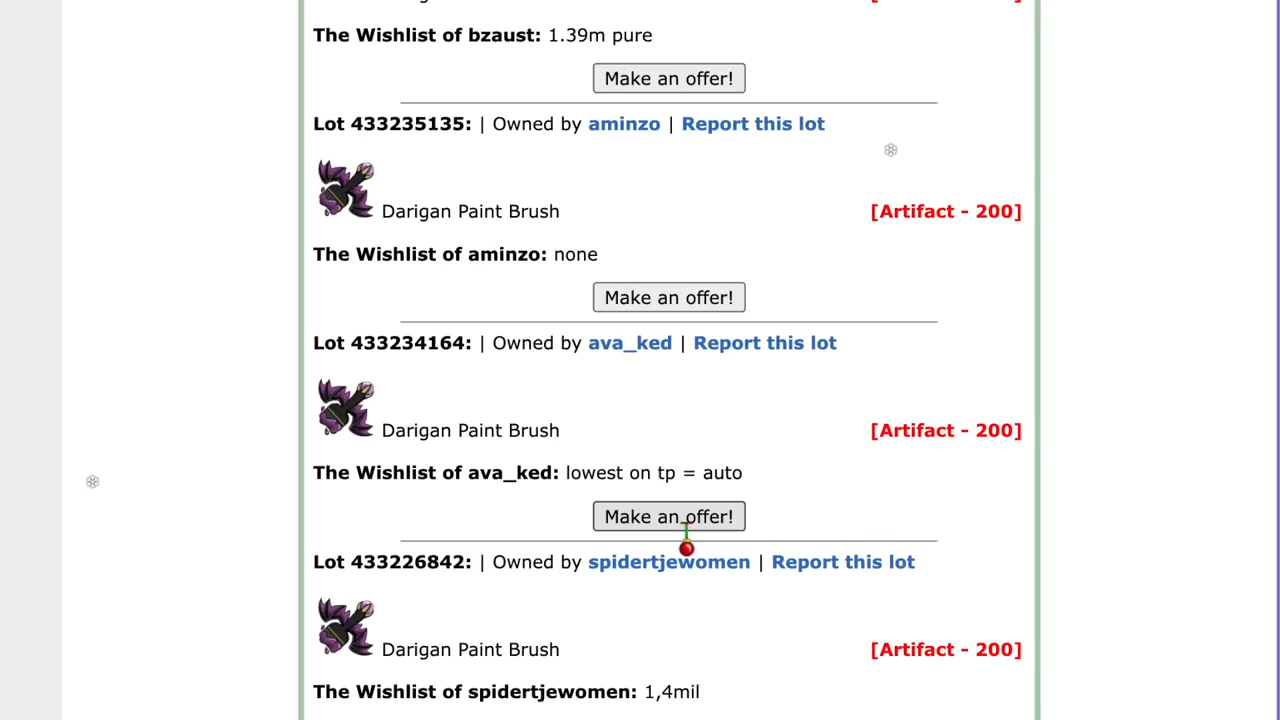 The Wishlist of bzaust: 1.39m pure
Make an offer!
Lot 433235135: | Owned by aminzo | Report this lot
Darigan Paint Brush [Artifact - 200]
The Wishlist of aminzo: none
Make an offer!
Lot 433234164: | Owned by ava_ked | Report this lot
Darigan Paint Brush [Artifact - 200]
The Wishlist of ava_ked: lowest on tp = auto
Make an offer!
Lot 433226842: | Owned by spidertjewomen | Report this lot
Darigan Paint Brush [Artifact - 200]
The Wishlist of spidertjewomen: 1,4mil